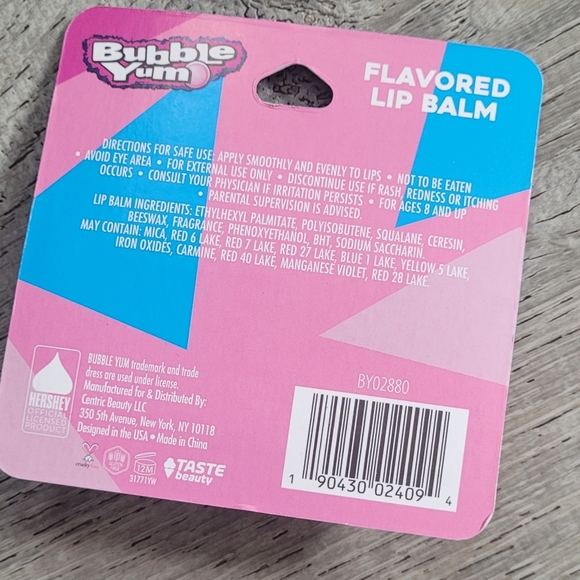 Bubble
Yum
FLAVORED
LIP BALM
DIRECTIONS FOR SAFE USE: APPLY SMOOTHLY AND EVENLY TO LIPS • NOT TO BE EATEN
• AVOID EYE AREA • FOR EXTERNAL USE ONLY • DISCONTINUE USE IF RASH, REDNESS OR ITCHING
OCCURS • CONSULT YOUR PHYSICIAN IF IRRITATION PERSISTS • FOR AGES 8 AND UP
• PARENTAL SUPERVISION IS ADVISED.
LIP BALM INGREDIENTS: ETHYLHEXYL PALMITATE, POLYISOBUTENE, SQUALANE, CERESIN,
BEESWAX, FRAGRANCE, PHENOXYETHANOL, BHT, SODIUM SACCHARIN.
MAY CONTAIN: MICA, RED 6 LAKE, RED 7 LAKE, RED 27 LAKE, BLUE 1 LAKE, YELLOW 5 LAKE,
IRON OXIDES, CARMINE, RED 40 LAKE, MANGANESE VIOLET, RED 28 LAKE.
HERSHEY
OFFICIAL
LICENSED
PRODUCT
BUBBLE YUM trademark and trade
dress are used under license.
Manufactured for & Distributed By:
Centric Beauty LLC
350 5th Avenue, New York, NY 10118
Designed in the USA • Made in China
12M
31771YW
TASTE
beauty
BY02880
1 90430 02409 4